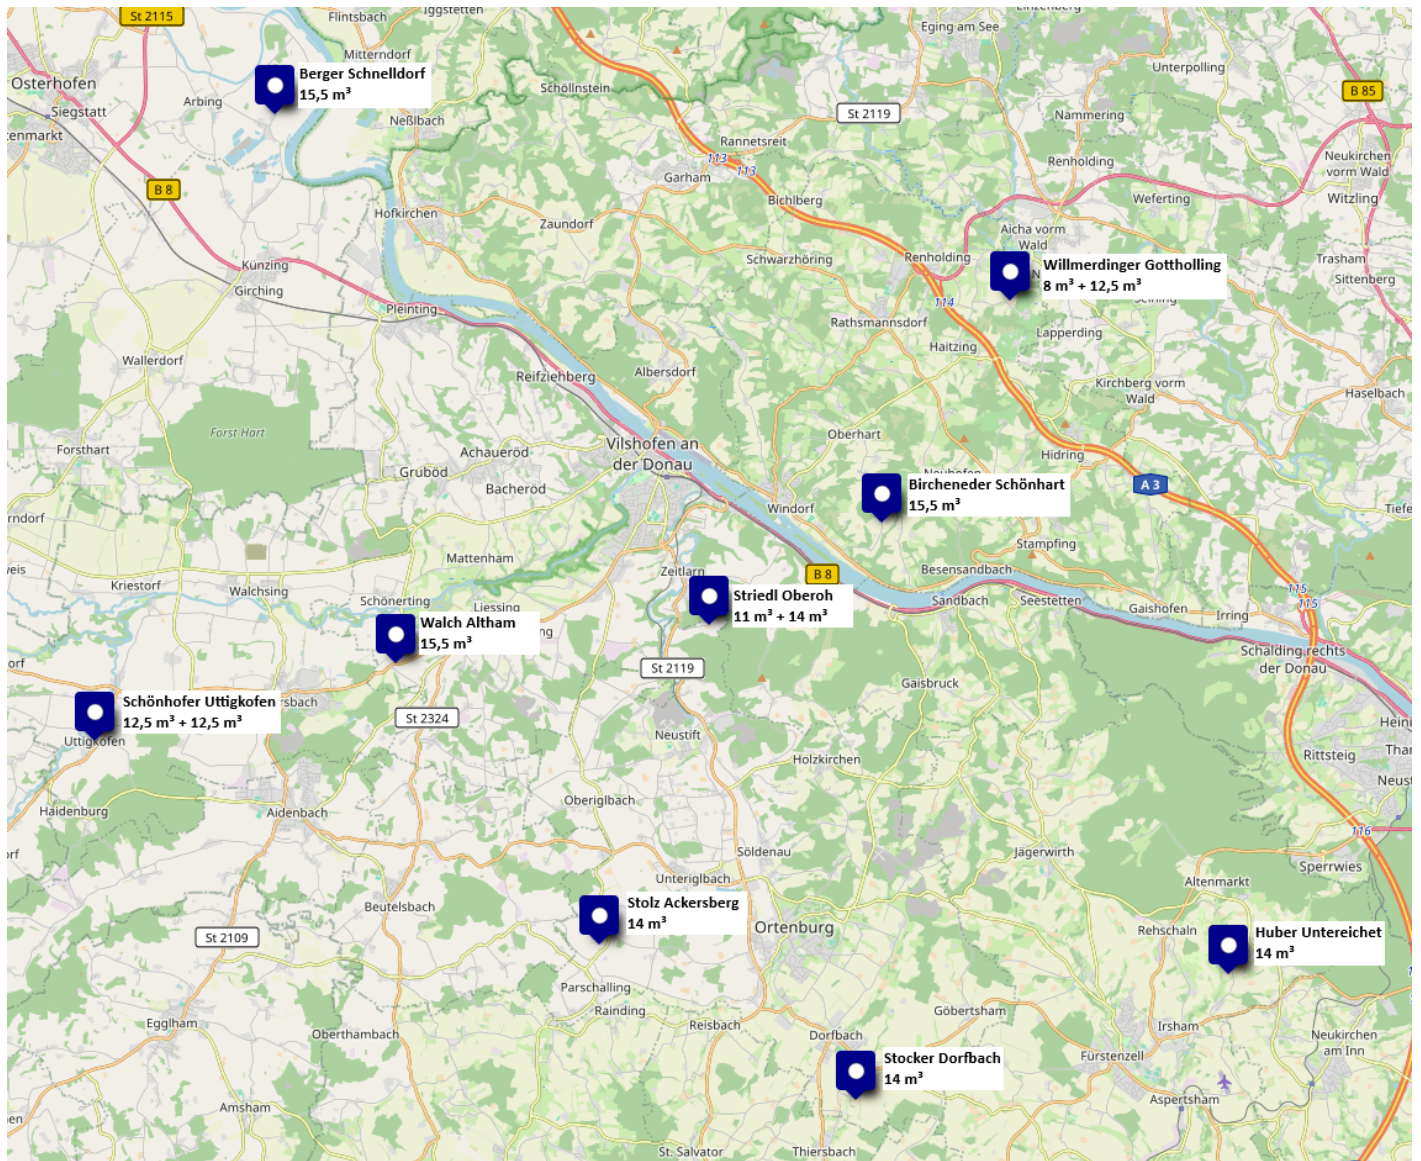 St 2115
Flintsbach
Iggstetten
Eging am See
Mitterndorf
Unterpolling
Osterhofen
Berger Schnelldorf
15,5 m³
Arbing
Siegstatt
Schöllnstein
B 85
St 2119
Nammering
Neßlbach
Rannetsreit
113
113
Garham
Renholding
Neukirchen
vorm Wald
B 8
Bichlberg
Weferting
Witzling
Hofkirchen
Zaundorf
Aicha vorm
Wald
Künzing
Schwarzhöring
Renholding
Willmerdinger Gottholling
8 m³ + 12,5 m³
Trasham
Sittenberg
Girching
Pleinting
114
Rathsmannsdorf
Lapperding
Haitzing
Wallerdorf
Reifziehberg
Albersdorf
Kirchberg vorm
Wald
Haselbach
Forst Hart
Oberhart
Forsthart
Achaueröd
Vilshofen an
der Donau
Hidring
Gruböd
Bacheröd
Bircheneder Schönhart
15,5 m³
A 3
Windorf
Stampfing
Mattenham
Zeitlarn
B 8
Besensandbach
Kriestorf
Walchsing
Schönerting
Liessing
Striedl Oberoh
11 m³ + 14 m³
Sandbach
Seestetten
Gaishofen
Irring
115
115
Walch Altham
15,5 m³
Schalding rechts
der Donau
St 2119
Gaisbruck
Schönhofer Uttigkofen
12,5 m³ + 12,5 m³
St 2324
Uttigkofen
Neustift
Rittsteig
Holzkirchen
Haidenburg
Aidenbach
Oberiglbach
116
Söldenau
Jägerwirth
Sperrwies
Unteriglbach
Altenmarkt
Beutelsbach
Stolz Ackersberg
14 m³
Ortenburg
Rehschaln
Huber Untereichet
14 m³
St 2109
Parschalling
Rainding
Göbertsham
Egglham
Oberthambach
Reisbach
Dorfbach
Irsham
Neukirchen
am Inn
Fürstenzell
Stocker Dorfbach
14 m³
Amsham
Aspertsham
St. Salvator
Thiersbach